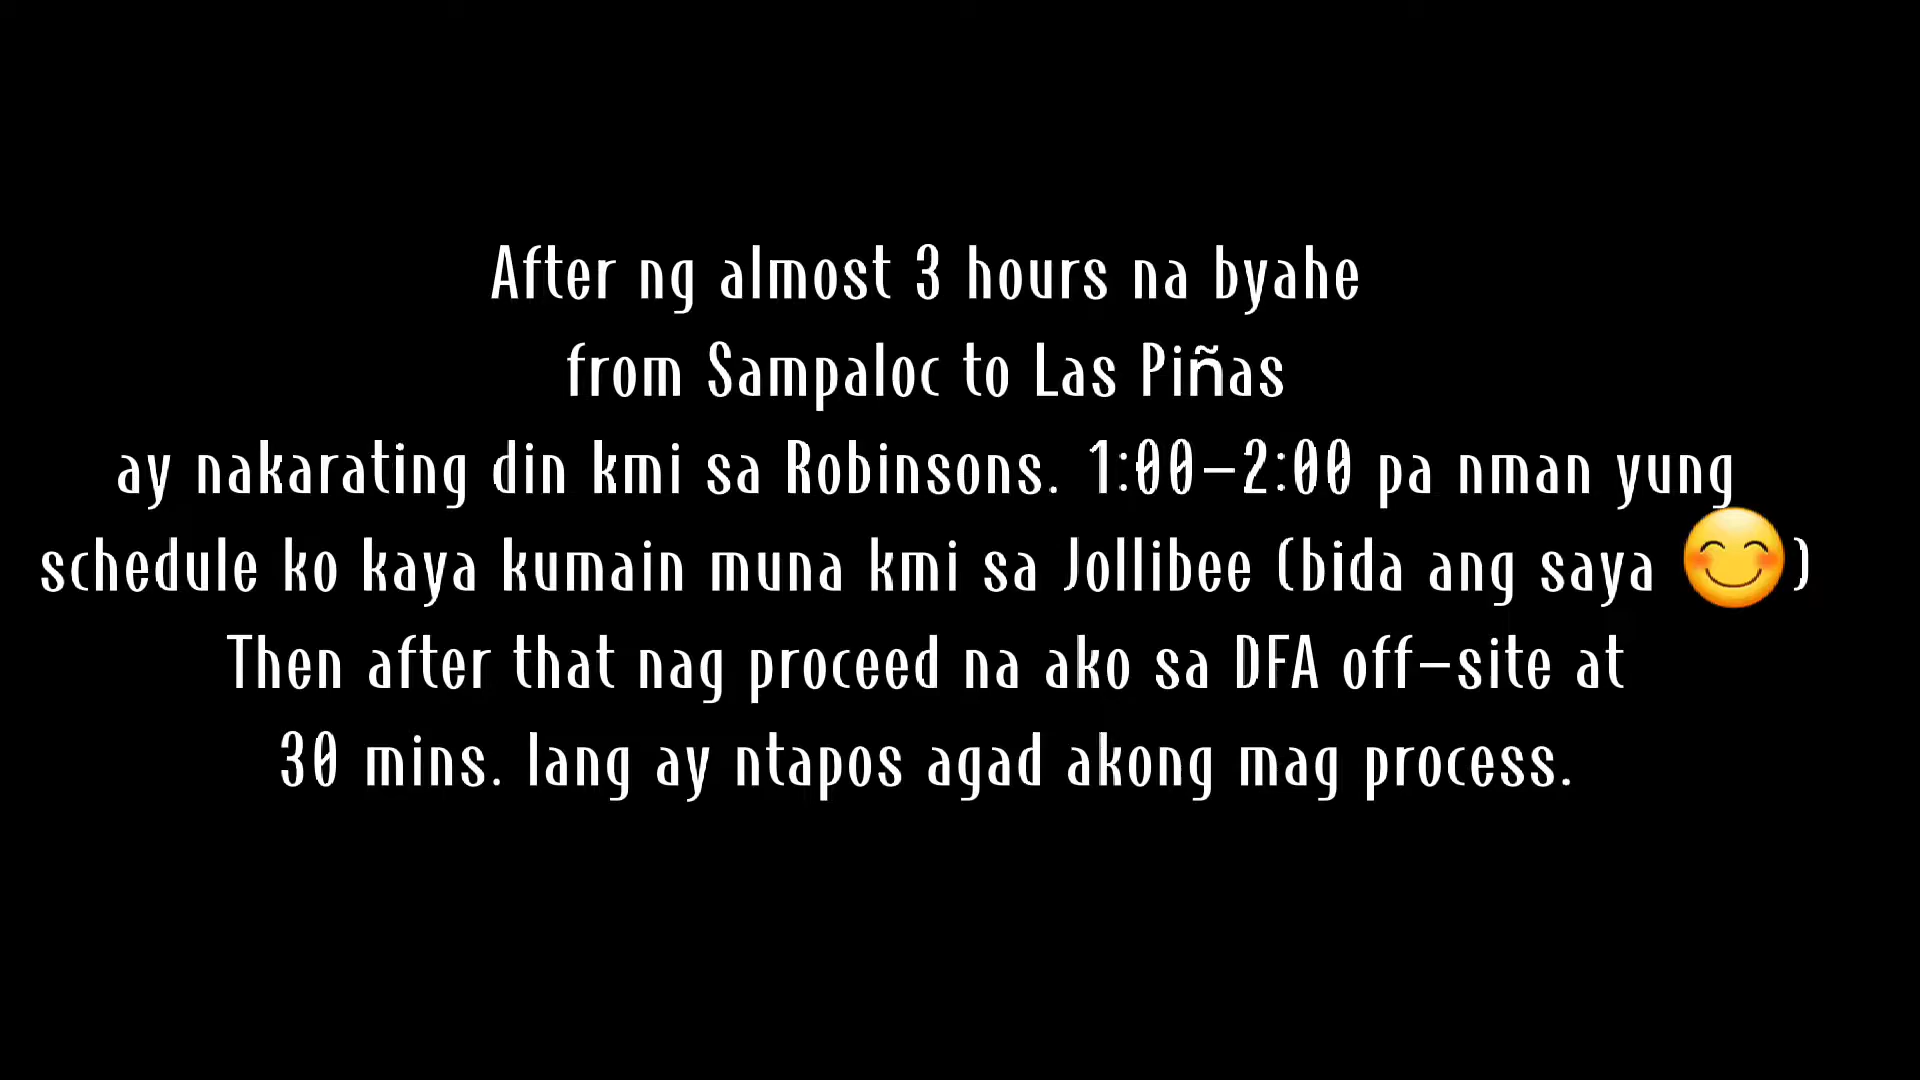 After ng almost 3 hours na byahe
from Sampaloc to Las Piñas
ay nakarating din kmi sa Robinsons. 1:00-2:00 pa nman yung
schedule ko kaya kumain muna kmi sa Jollibee (bida ang saya 😊)
Then after that nag proceed na ako sa DFA off-site at
30 mins. lang ay ntapos agad akong mag process.